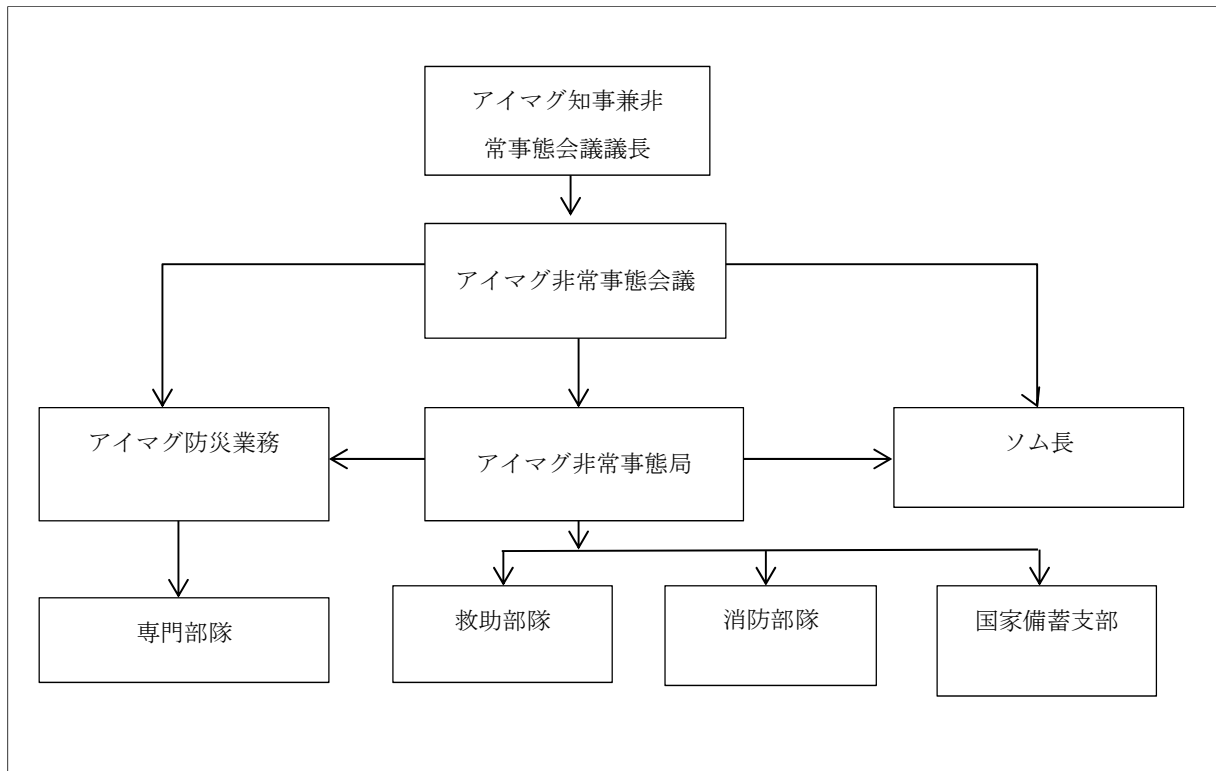 アイマグ知事兼非
常事態会議議長
アイマグ非常事態会議
アイマグ防災業務
アイマグ非常事態局
ソム長
専門部隊
救助部隊
消防部隊
国家備蓄支部